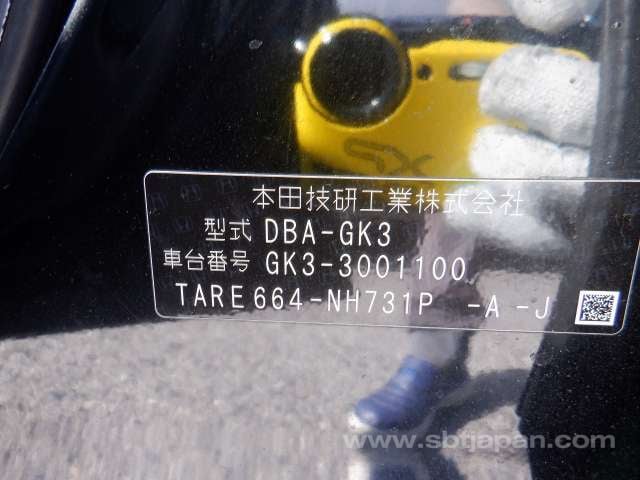 本田技研工業株式会社
型式 DBA-GK3
車台番号 GK3-3001100
TARE664-NH731P -A -J
www.sbtjapan.com